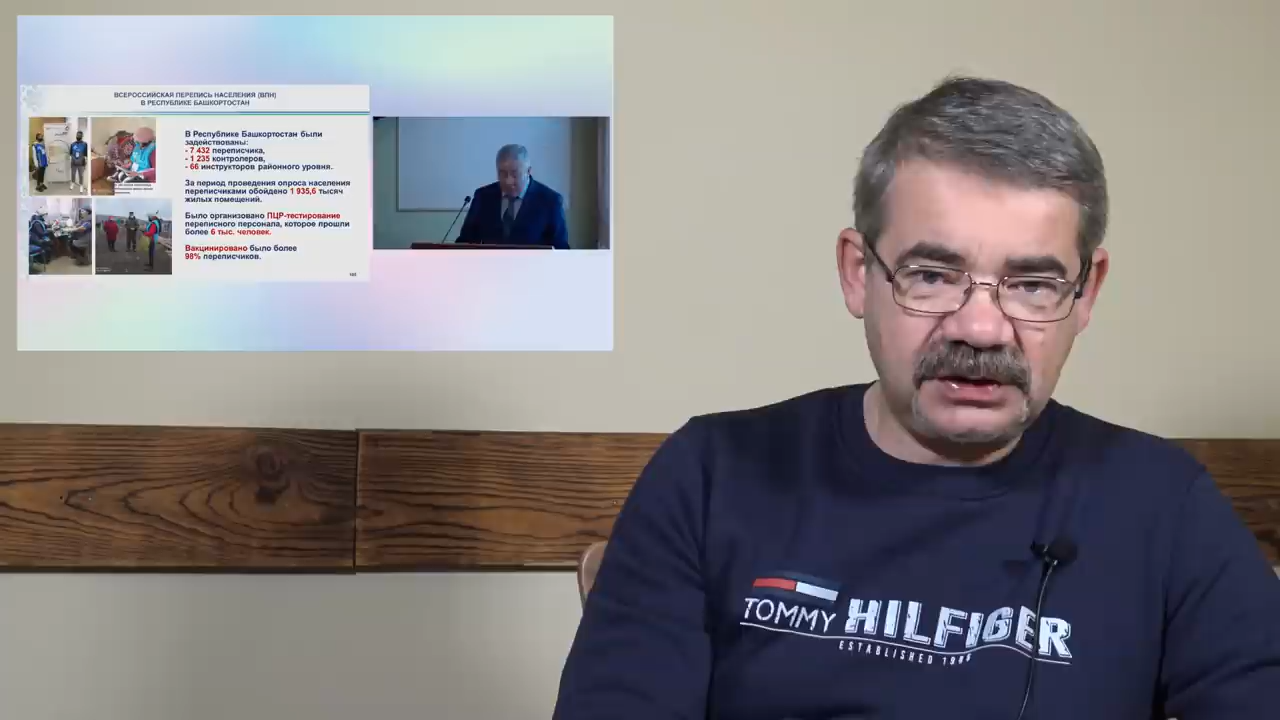 ВСЕРОССИЙСКАЯ ПЕРЕПИСЬ НАСЕЛЕНИЯ (ВПН)
В РЕСПУБЛИКЕ БАШКОРТОСТАН
В Республике Башкортостан были
задействованы:
- 7 432 переписчика,
- 1 235 контролеров,
- 66 инструкторов районного уровня.
За период проведения опроса населения
переписчиками обойдено 1 935,6 тысяч
жилых помещений.
Было организовано ПЦР-тестирование
переписного персонала, которое прошли
более 6 тыс. человек.
Вакцинировано было более
98% переписчиков.
TOMMY HILFIGER
ESTABLISHED